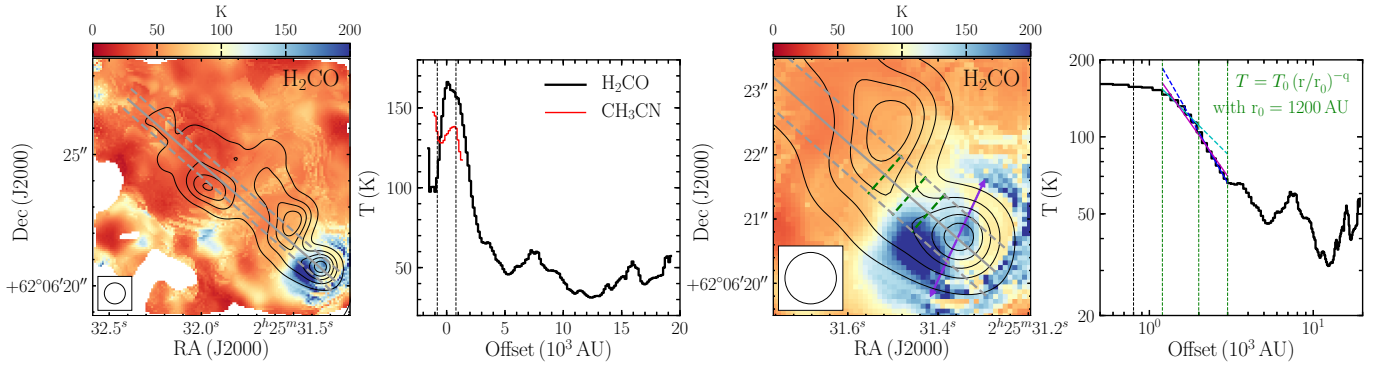 K
0 50 100 150 200
H₂CO
25″
+62°06′20″
Dec (J2000)
32.5ˢ 32.0ˢ 2ʰ25ᵐ31.5ˢ
RA (J2000)
150
100
50
T (K)
H₂CO
CH₃CN
0 5 10 15 20
Offset (10³ AU)
K
0 50 100 150 200
H₂CO
23″
22″
21″
+62°06′20″
Dec (J2000)
31.6ˢ 31.4ˢ 2ʰ25ᵐ31.2ˢ
RA (J2000)
200
100
50
20
T (K)
T = T₀ (r/r₀)⁻q
with r₀ = 1200 AU
10⁰ 10¹
Offset (10³ AU)